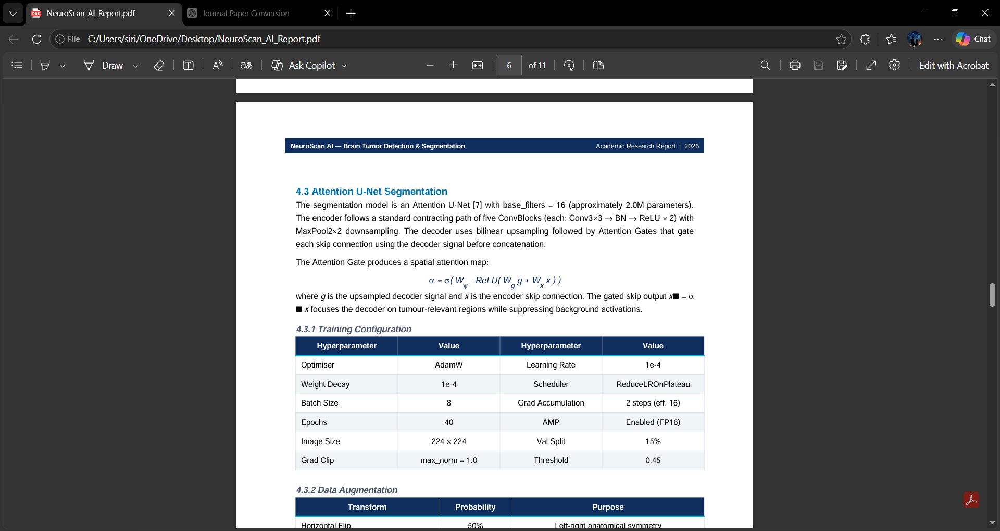 NeuroScan_AI_Report.pdf
Journal Paper Conversion
File C:/Users/siri/OneDrive/Desktop/NeuroScan_AI_Report.pdf
Chat
Draw
Ask Copilot
6 of 11
Edit with Acrobat
NeuroScan AI — Brain Tumor Detection & Segmentation Academic Research Report | 2026
4.3 Attention U-Net Segmentation
The segmentation model is an Attention U-Net [7] with base_filters = 16 (approximately 2.0M parameters).
The encoder follows a standard contracting path of five ConvBlocks (each: Conv3×3 → BN → ReLU × 2) with
MaxPool2×2 downsampling. The decoder uses bilinear upsampling followed by Attention Gates that gate
each skip connection using the decoder signal before concatenation.
The Attention Gate produces a spatial attention map:
α = σ( W_ψ · ReLU( W_g g + W_x x ) )
where g is the upsampled decoder signal and x is the encoder skip connection. The gated skip output x■ = α
■ x focuses the decoder on tumour-relevant regions while suppressing background activations.
4.3.1 Training Configuration
Hyperparameter Value Hyperparameter Value
Optimiser AdamW Learning Rate 1e-4
Weight Decay 1e-4 Scheduler ReduceLROnPlateau
Batch Size 8 Grad Accumulation 2 steps (eff. 16)
Epochs 40 AMP Enabled (FP16)
Image Size 224 × 224 Val Split 15%
Grad Clip max_norm = 1.0 Threshold 0.45
4.3.2 Data Augmentation
Transform Probability Purpose
Horizontal Flip 50% Left-right anatomical symmetry